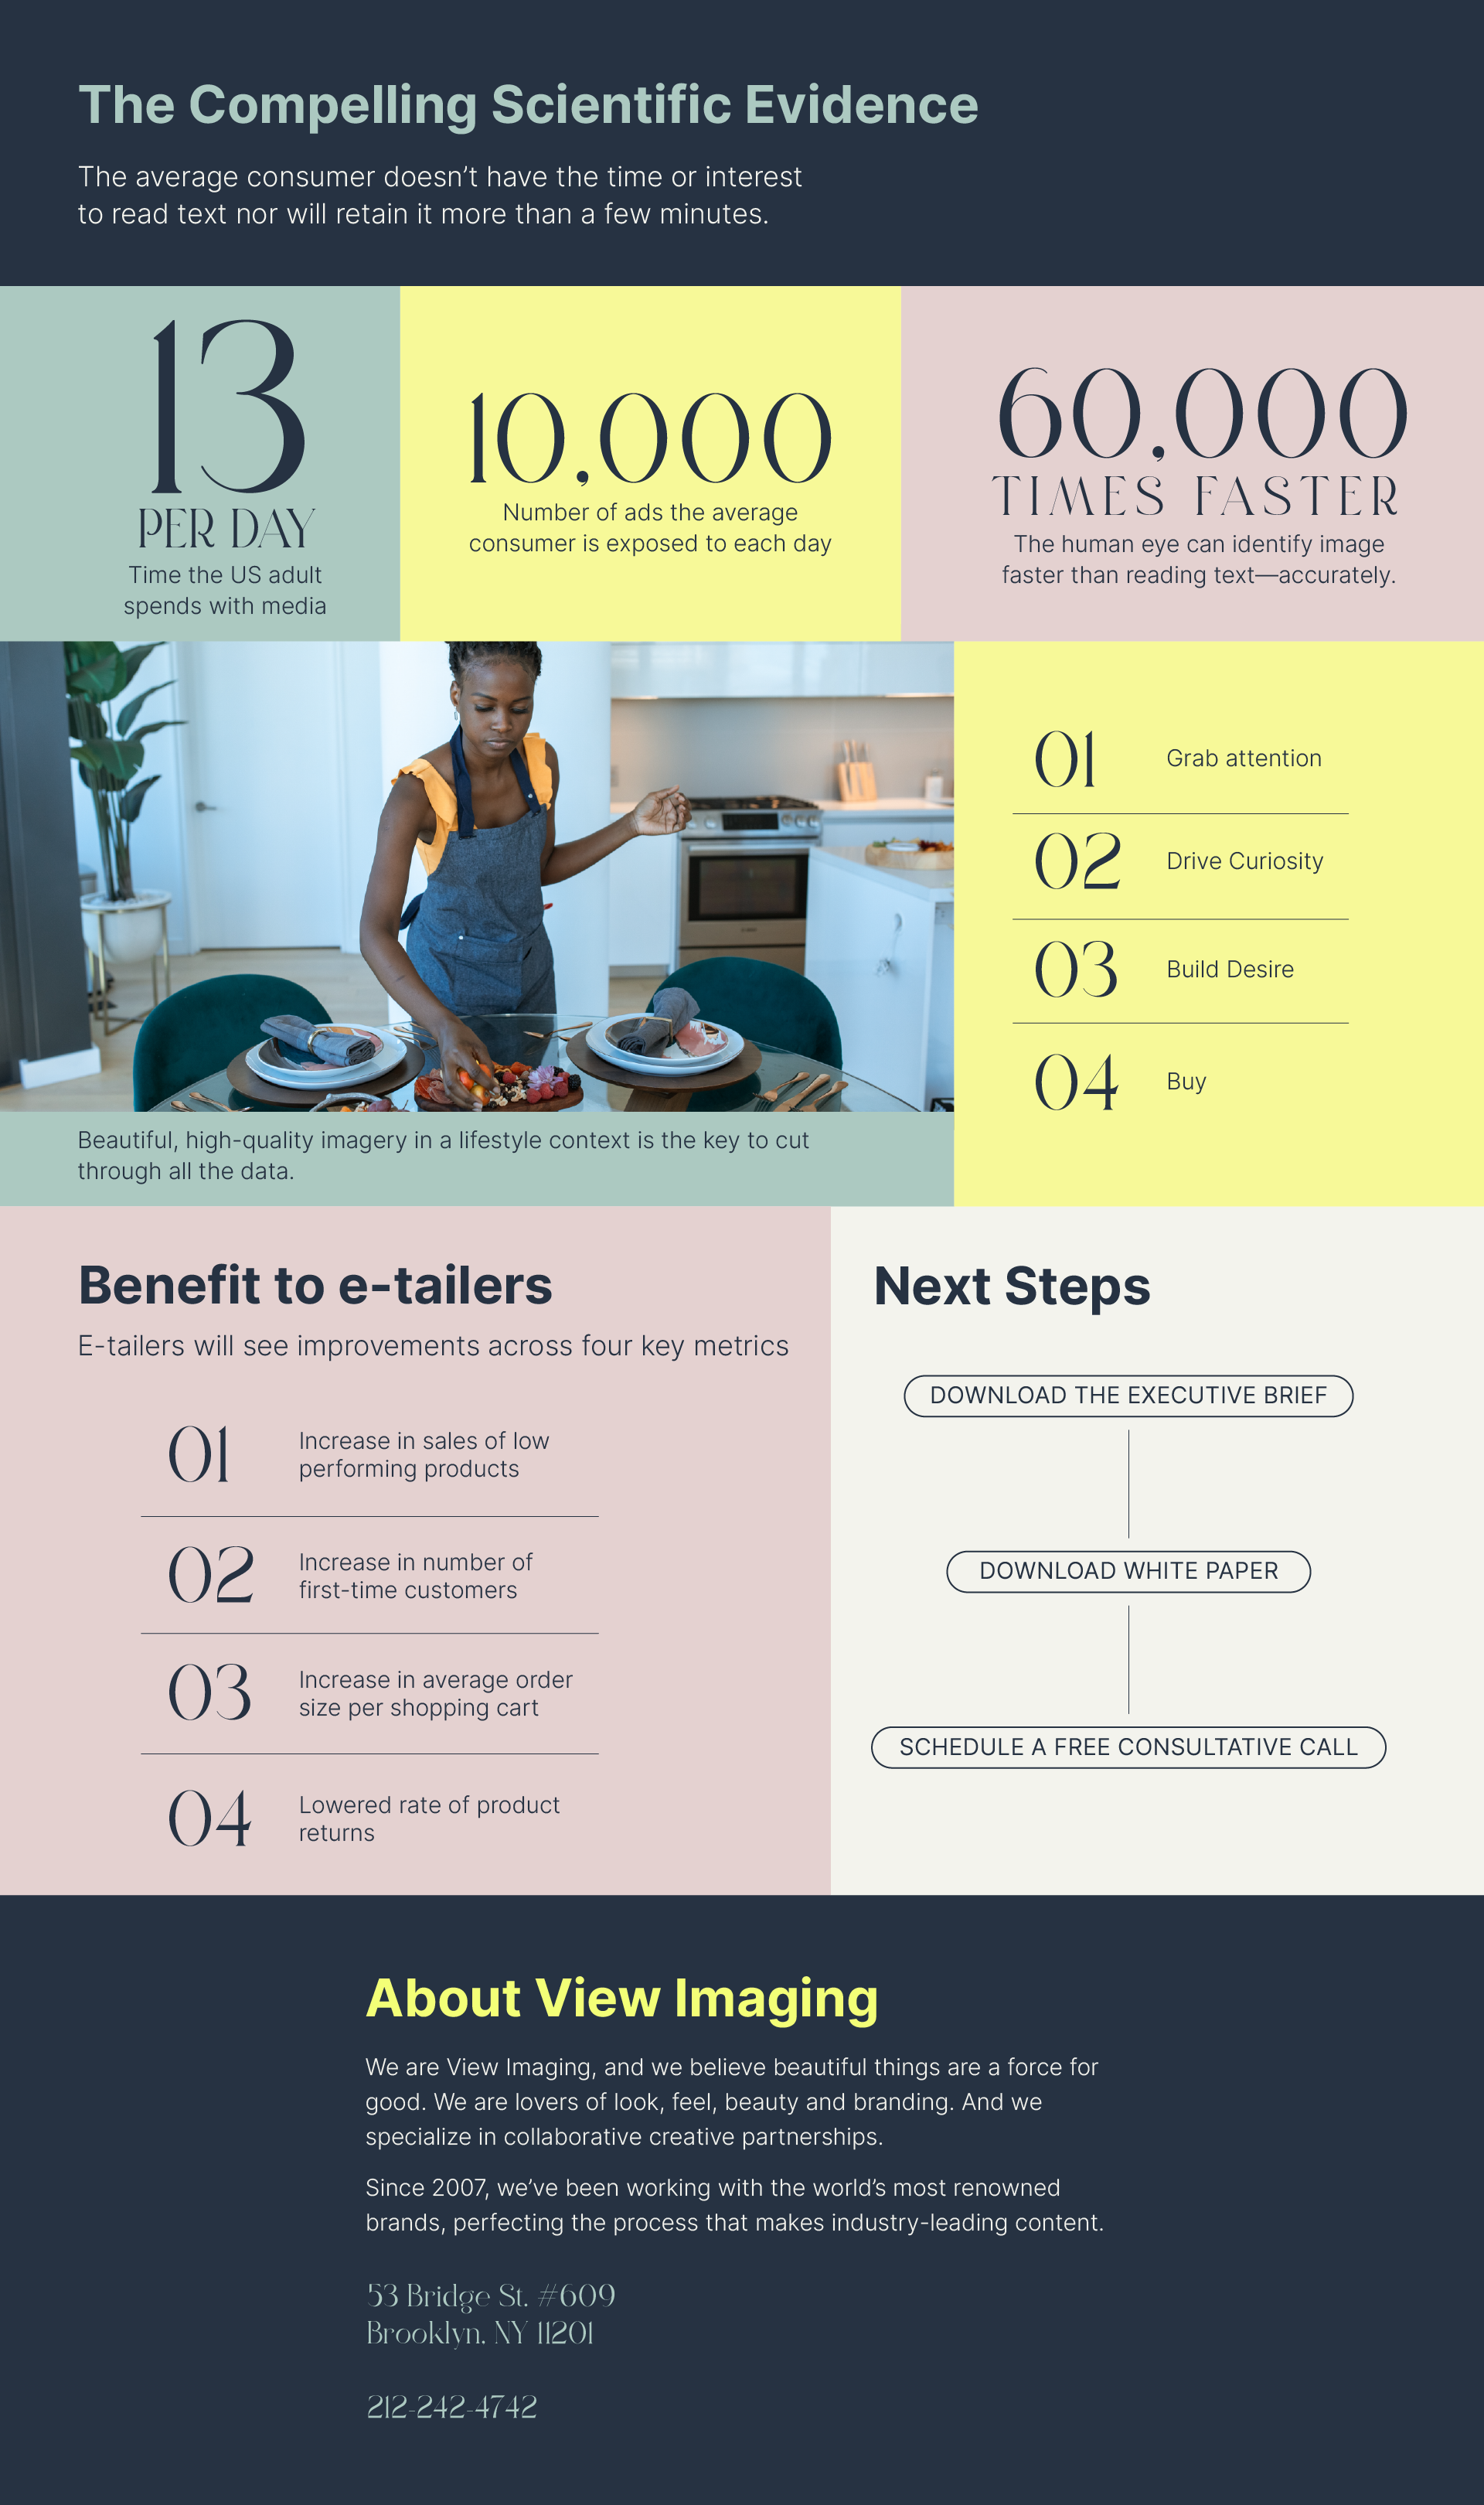 The Compelling Scientific Evidence
The average consumer doesn’t have the time or interest
to read text nor will retain it more than a few minutes.
13
PER DAY
Time the US adult
spends with media
10,000
Number of ads the average
consumer is exposed to each day
60,000
TIMES FASTER
The human eye can identify image
faster than reading text—accurately.
01 Grab attention
02 Drive Curiosity
03 Build Desire
04 Buy
Beautiful, high-quality imagery in a lifestyle context is the key to cut
through all the data.
Benefit to e-tailers
E-tailers will see improvements across four key metrics
01 Increase in sales of low
performing products
02 Increase in number of
first-time customers
03 Increase in average order
size per shopping cart
04 Lowered rate of product
returns
Next Steps
DOWNLOAD THE EXECUTIVE BRIEF
DOWNLOAD WHITE PAPER
SCHEDULE A FREE CONSULTATIVE CALL
About View Imaging
We are View Imaging, and we believe beautiful things are a force for
good. We are lovers of look, feel, beauty and branding. And we
specialize in collaborative creative partnerships.
Since 2007, we’ve been working with the world’s most renowned
brands, perfecting the process that makes industry-leading content.
53 Bridge St. #609
Brooklyn, NY 11201
212-242-4742